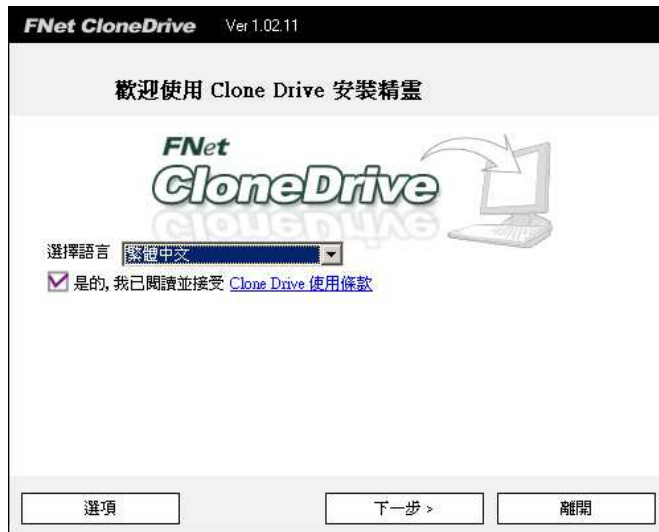 FNet CloneDrive Ver 1.02.11
歡迎使用 Clone Drive 安裝精靈
FNet
CloneDrive
選擇語言 繁體中文
是的, 我已閱讀並接受 Clone Drive 使用條款
選項 下一步 > 離開